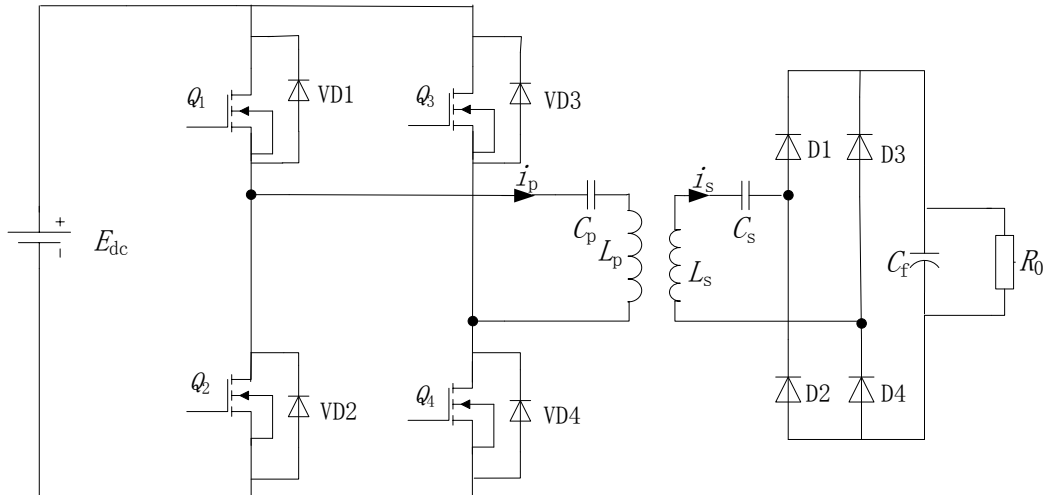 Q1
VD1
Q3
VD3
D1
D3
ip
is
Cp
Lp
Cs
Ls
+
-
Edc
Cf
R0
Q2
VD2
Q4
VD4
D2
D4